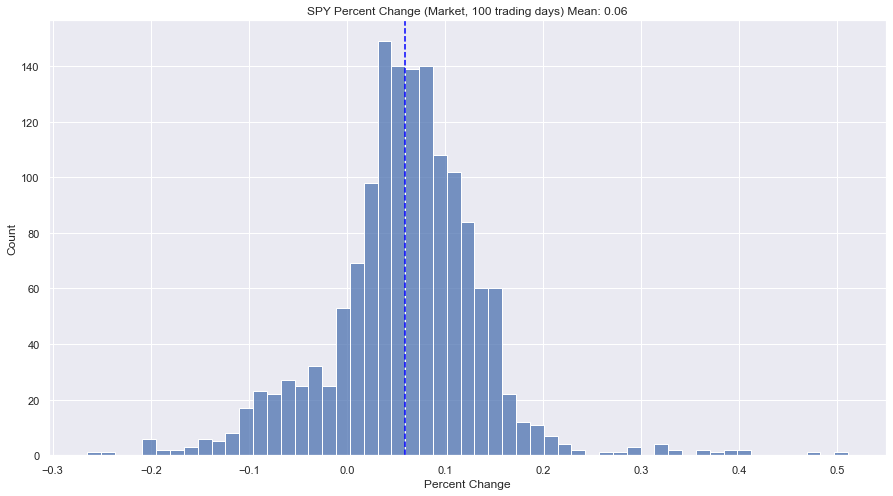 SPY Percent Change (Market, 100 trading days) Mean: 0.06
Count
140
120
100
80
60
40
20
0
−0.3 −0.2 −0.1 0.0 0.1 0.2 0.3 0.4 0.5
Percent Change